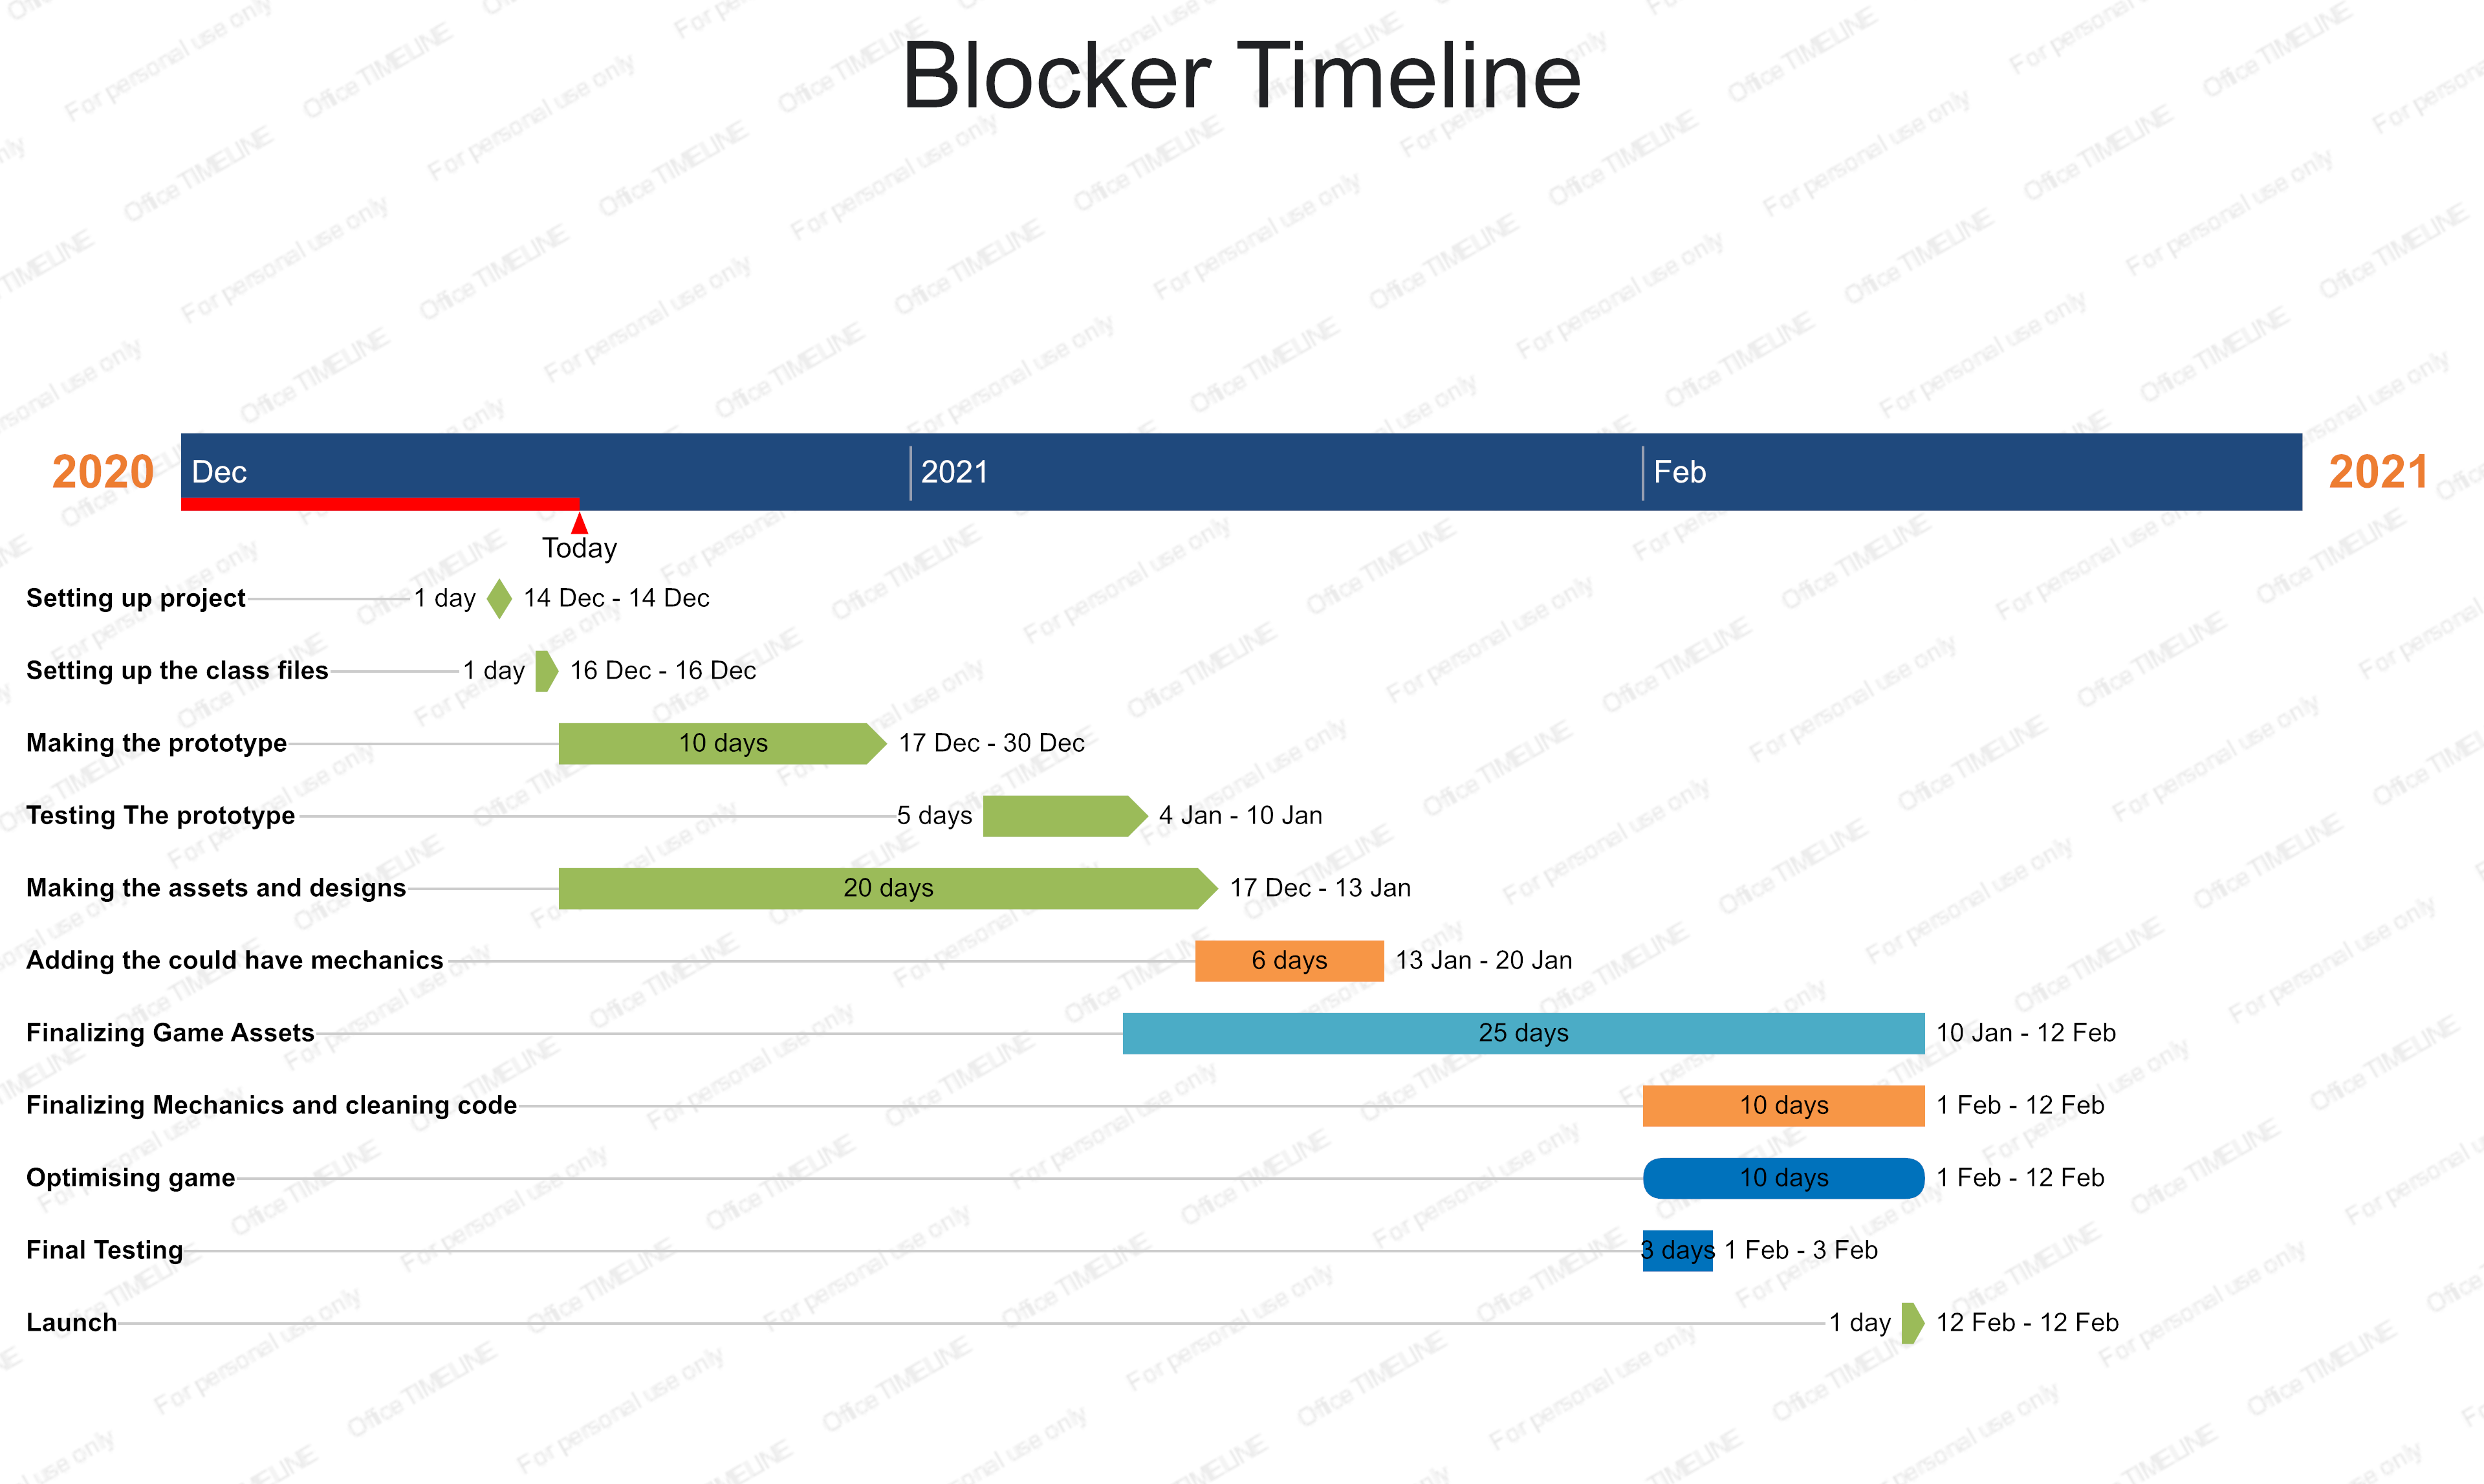 Blocker Timeline
2020 Dec 2021 Feb 2021
Today
Setting up project 1 day 14 Dec - 14 Dec
Setting up the class files 1 day 16 Dec - 16 Dec
Making the prototype 10 days 17 Dec - 30 Dec
Testing The prototype 5 days 4 Jan - 10 Jan
Making the assets and designs 20 days 17 Dec - 13 Jan
Adding the could have mechanics 6 days 13 Jan - 20 Jan
Finalizing Game Assets 25 days 10 Jan - 12 Feb
Finalizing Mechanics and cleaning code 10 days 1 Feb - 12 Feb
Optimising game 10 days 1 Feb - 12 Feb
Final Testing 3 days 1 Feb - 3 Feb
Launch 1 day 12 Feb - 12 Feb
For personal use only Office TIMELINE